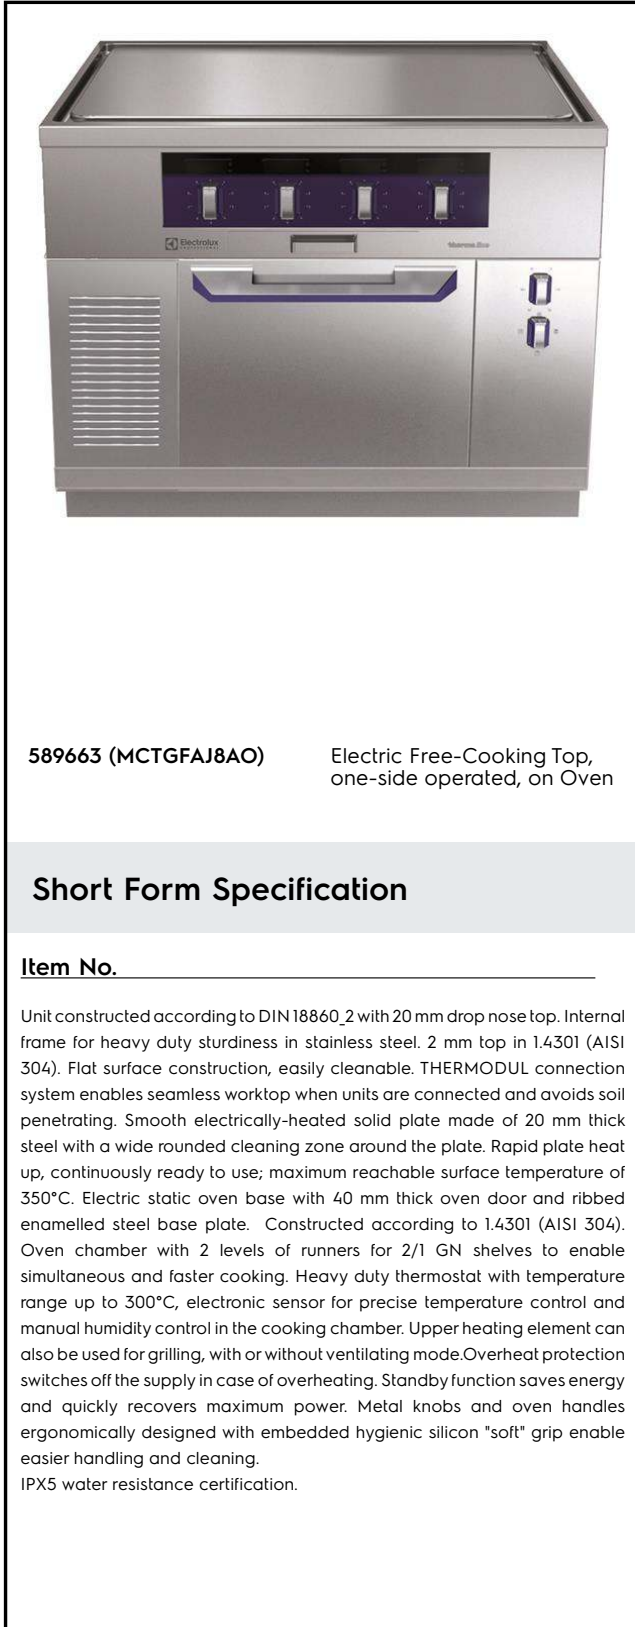 Electrolux
PROFESSIONAL
589663 (MCTGFAJ8AO)
Electric Free-Cooking Top,
one-side operated, on Oven
Short Form Specification
Item No.
Unit constructed according to DIN 18860_2 with 20 mm drop nose top. Internal
frame for heavy duty sturdiness in stainless steel. 2 mm top in 1.4301 (AISI
304). Flat surface construction, easily cleanable. THERMODUL connection
system enables seamless worktop when units are connected and avoids soil
penetrating. Smooth electrically-heated solid plate made of 20 mm thick
steel with a wide rounded cleaning zone around the plate. Rapid plate heat
up, continuously ready to use; maximum reachable surface temperature of
350°C. Electric static oven base with 40 mm thick oven door and ribbed
enamelled steel base plate. Constructed according to 1.4301 (AISI 304).
Oven chamber with 2 levels of runners for 2/1 GN shelves to enable
simultaneous and faster cooking. Heavy duty thermostat with temperature
range up to 300°C, electronic sensor for precise temperature control and
manual humidity control in the cooking chamber. Upper heating element can
also be used for grilling, with or without ventilating mode.Overheat protection
switches off the supply in case of overheating. Standby function saves energy
and quickly recovers maximum power. Metal knobs and oven handles
ergonomically designed with embedded hygienic silicon "soft" grip enable
easier handling and cleaning.
IPX5 water resistance certification.